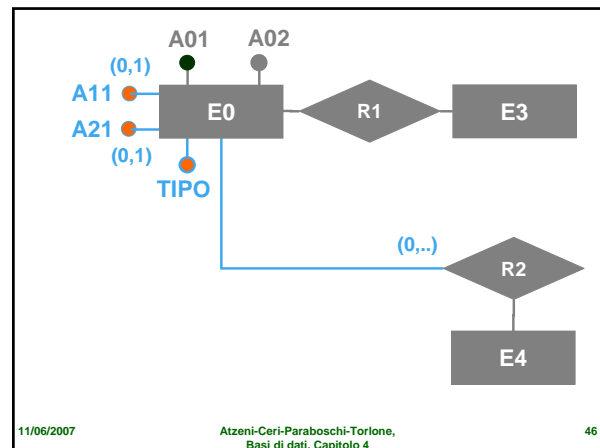 A01 A02
(0,1)
A11
E0 R1 E3
A21
(0,1)
TIPO
(0,..)
R2
E4
11/06/2007 Atzeni-Ceri-Paraboschi-Torlone, 46
Basi di dati, Capitolo 4